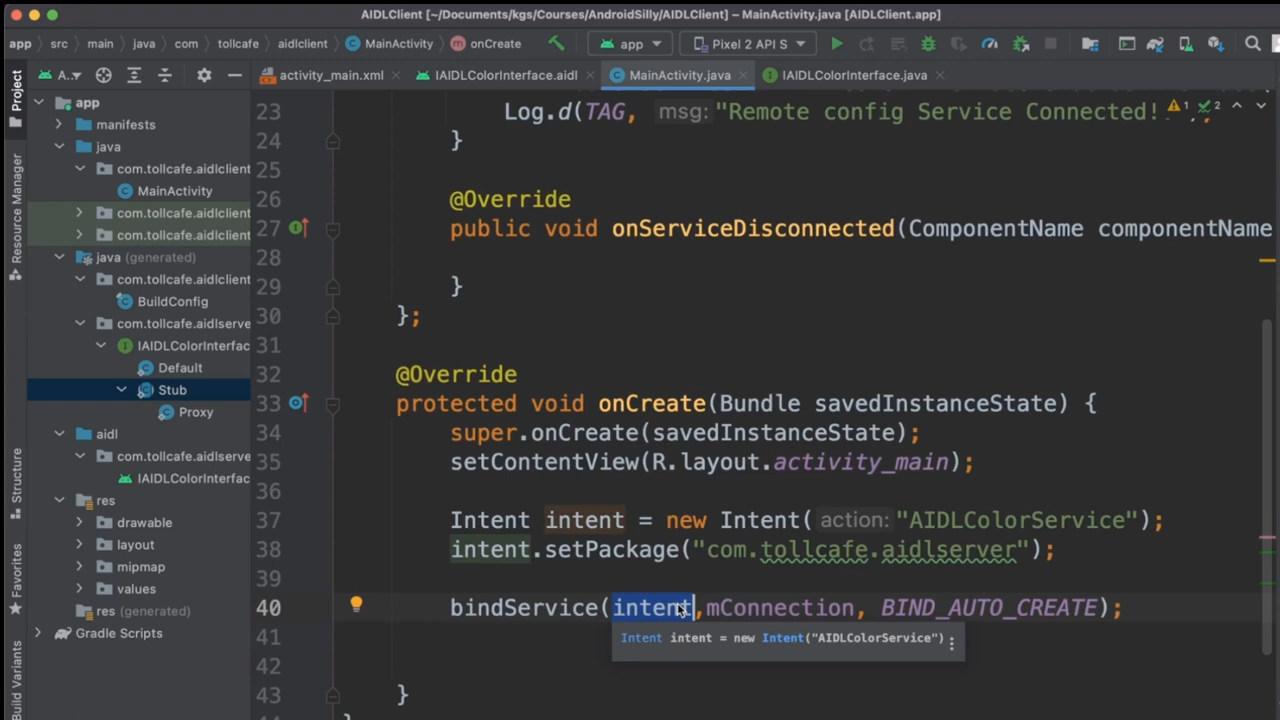 AIDLClient [~/Documents/kgs/Courses/AndroidSilly/AIDLClient] – MainActivity.java [AIDLClient.app]
app src main java com tollcafe aidlclient MainActivity onCreate app Pixel 2 API S
Project
Resource Manager
Structure
Favorites
Build Variants
A..
activity_main.xml IAIDLColorInterface.aidl MainActivity.java IAIDLColorInterface.java
app
manifests
java
com.tollcafe.aidlclient
MainActivity
com.tollcafe.aidlclient
com.tollcafe.aidlclient
java (generated)
com.tollcafe.aidlclient
BuildConfig
com.tollcafe.aidlserve
IAIDLColorInterfac
Default
Stub
Proxy
aidl
com.tollcafe.aidlserve
IAIDLColorInterfac
res
drawable
layout
mipmap
values
res (generated)
Gradle Scripts
23 Log.d(TAG, msg: "Remote config Service Connected!
1 2
24 }
25
26 @Override
27 public void onServiceDisconnected(ComponentName componentName
28
29 }
30 };
31
32 @Override
33 protected void onCreate(Bundle savedInstanceState) {
34 super.onCreate(savedInstanceState);
35 setContentView(R.layout.activity_main);
36
37 Intent intent = new Intent( action: "AIDLColorService");
38 intent.setPackage("com.tollcafe.aidlserver");
39
40 bindService(intent,mConnection, BIND_AUTO_CREATE);
Intent intent = new Intent("AIDLColorService")
41
42
43 }